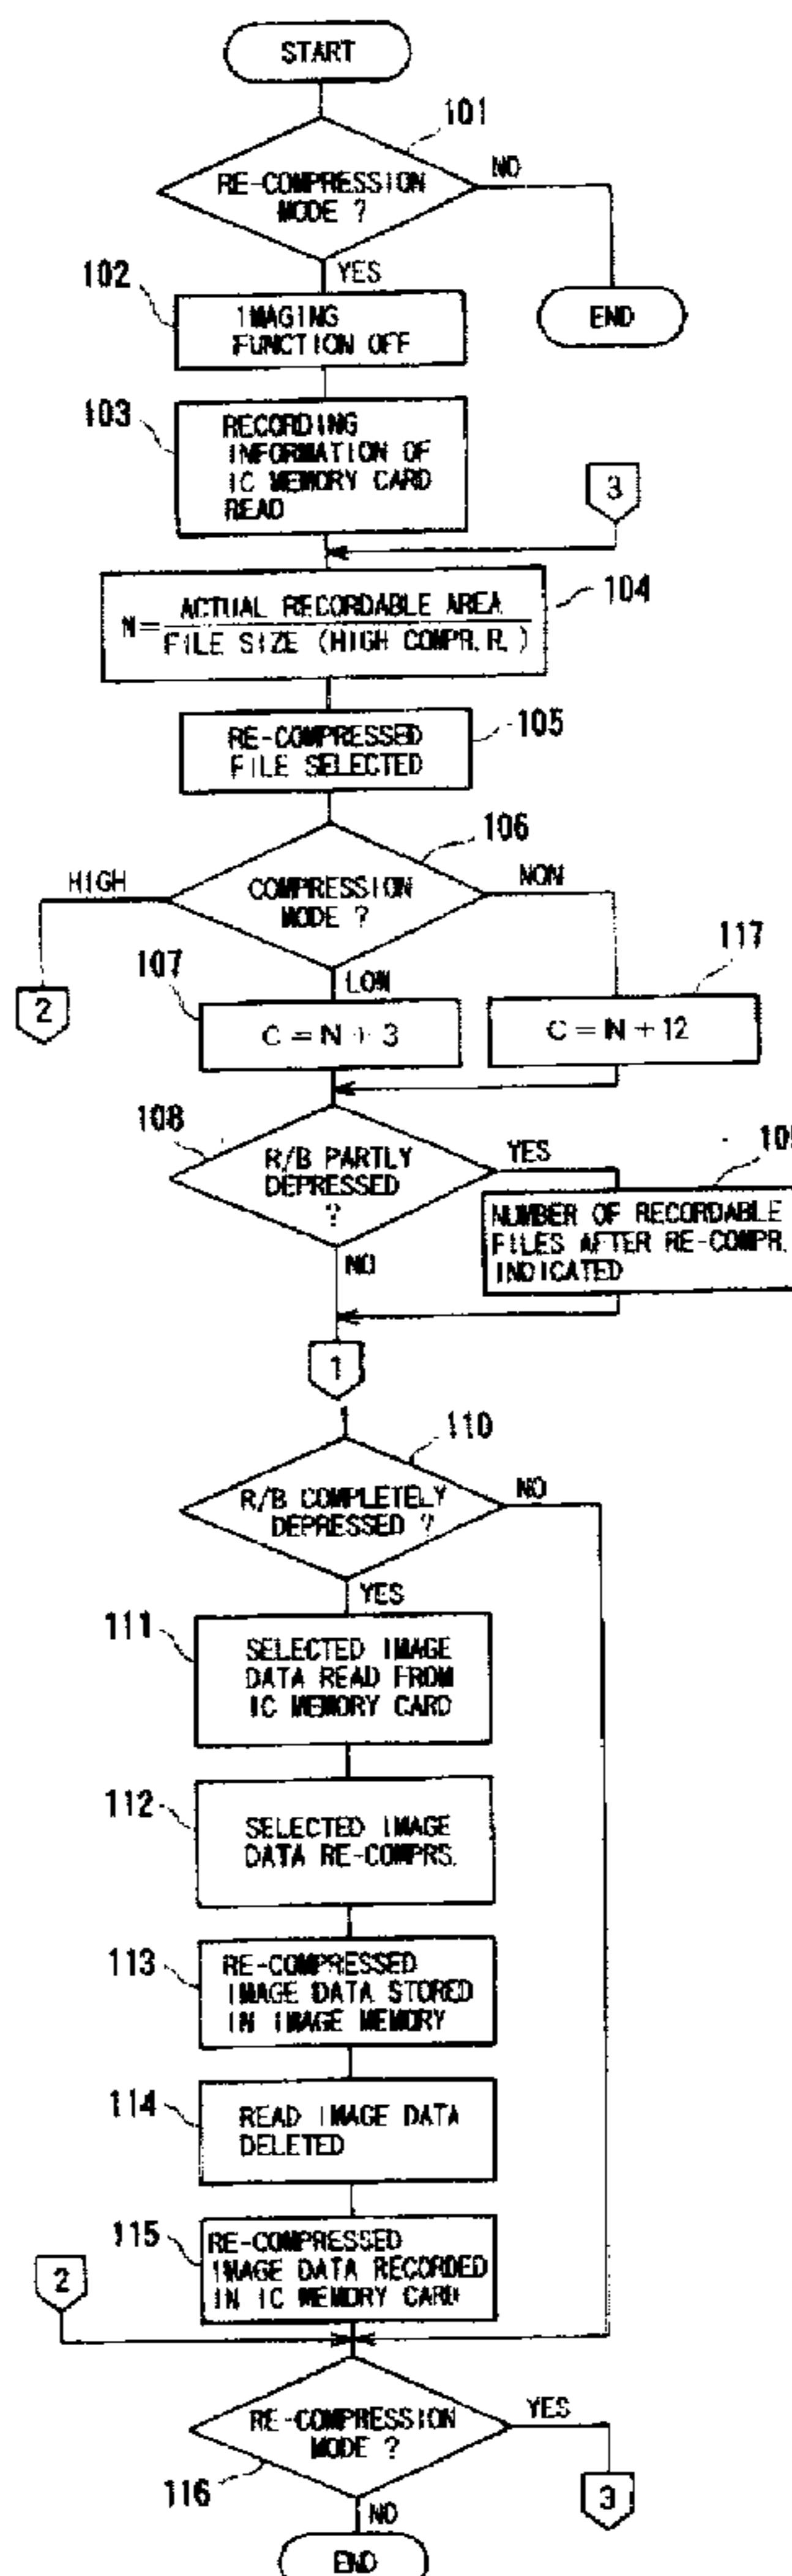 START
101
RE-COMPRESSION
MODE ?
NO
YES
END
102
IMAGING
FUNCTION OFF
103
RECORDING
INFORMATION OF
IC MEMORY CARD
READ
3
104
N= ACTUAL RECORDABLE AREA
FILE SIZE (HIGH COMPR. R. )
105
RE-COMPRESSED
FILE SELECTED
106
HIGH
COMPRESSION
MODE ?
NON
2
LOW
107
C = N + 3
117
C = N + 12
108
R/B PARTLY
DEPRESSED
?
YES
NO
NUMBER OF RECORDABLE
FILES AFTER RE-COMPR.
INDICATED
1
110
R/B COMPLETELY
DEPRESSED ?
NO
YES
111
SELECTED IMAGE
DATA READ FROM
IC MEMORY CARD
112
SELECTED IMAGE
DATA RE-COMPRS.
113
RE-COMPRESSED
IMAGE DATA STORED
IN IMAGE MEMORY
114
READ IMAGE DATA
DELETED
115
RE-COMPRESSED
IMAGE DATA RECORDED
IN IC MEMORY CARD
2
RE-COMPRESSION
MODE ?
YES
116
NO
3
END